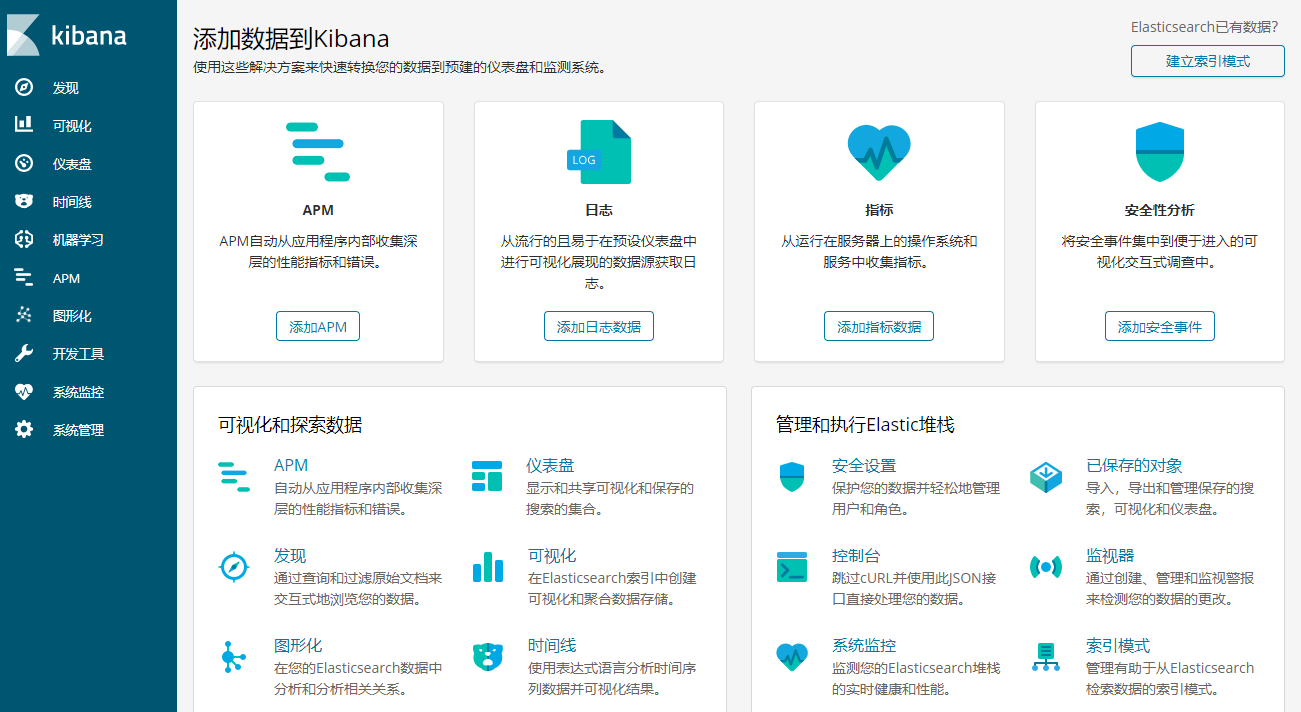 kibana
发现
可视化
仪表盘
时间线
机器学习
APM
图形化
开发工具
系统监控
系统管理
添加数据到Kibana
使用这些解决方案来快速转换您的数据到预建的仪表盘和监测系统。
Elasticsearch已有数据?
建立索引模式
APM
APM自动从应用程序内部收集深
层的性能指标和错误。
添加APM
LOG
日志
从流行的且易于在预设仪表盘中
进行可视化展现的数据源获取日
志。
添加日志数据
指标
从运行在服务器上的操作系统和
服务中收集指标。
添加指标数据
安全性分析
将安全事件集中到便于进入的可
视化交互式调查中。
添加安全事件
可视化和探索数据
APM
自动从应用程序内部收集深
层的性能指标和错误。
仪表盘
显示和共享可视化和保存的
搜索的集合。
发现
通过查询和过滤原始文档来
交互式地浏览您的数据。
可视化
在Elasticsearch索引中创建
可视化和聚合数据存储。
图形化
在您的Elasticsearch数据中
分析和分析相关关系。
时间线
使用表达式语言分析时间序
列数据并可视化结果。
管理和执行Elastic堆栈
安全设置
保护您的数据并轻松地管理
用户和角色。
已保存的对象
导入，导出和管理保存的搜
索，可视化和仪表盘。
控制台
跳过cURL并使用此JSON接
口直接处理您的数据。
监视器
通过创建、管理和监视警报
来检测您的数据的更改。
系统监控
监测您的Elasticsearch堆栈
的实时健康和性能。
索引模式
管理有助于从Elasticsearch
检索数据的索引模式。